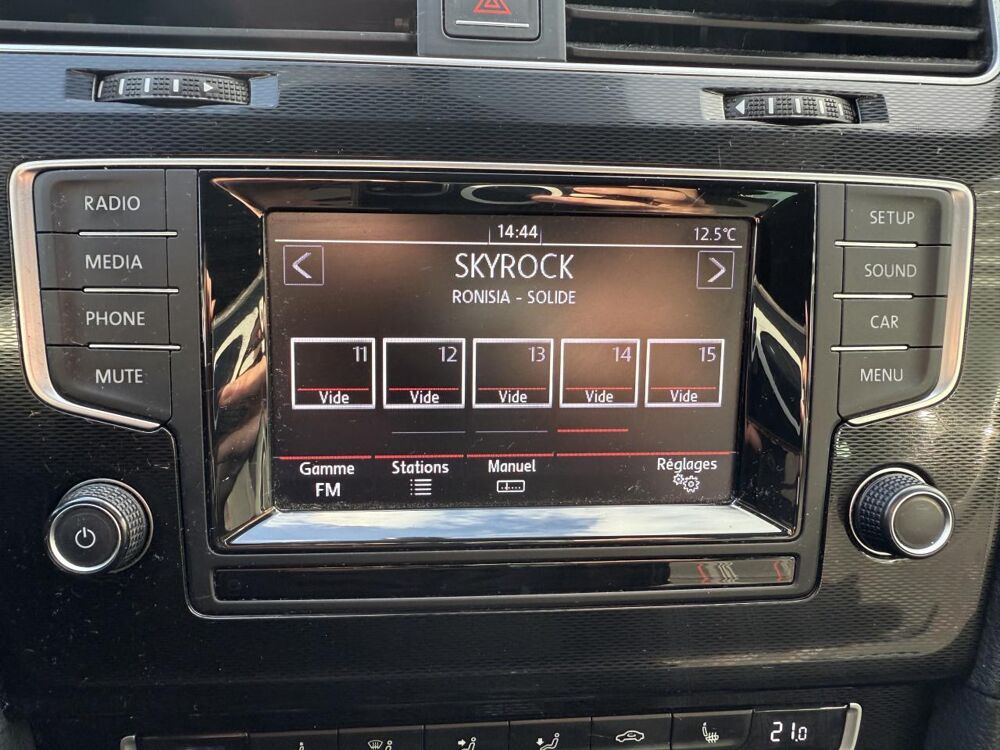 RADIO
MEDIA
PHONE
MUTE
14:44
12.5°C
SKYROCK
RONISIA - SOLIDE
11 12 13 14 15
Vide Vide Vide Vide Vide
Gamme Stations Manuel Réglages
FM
SETUP
SOUND
CAR
MENU
21.0